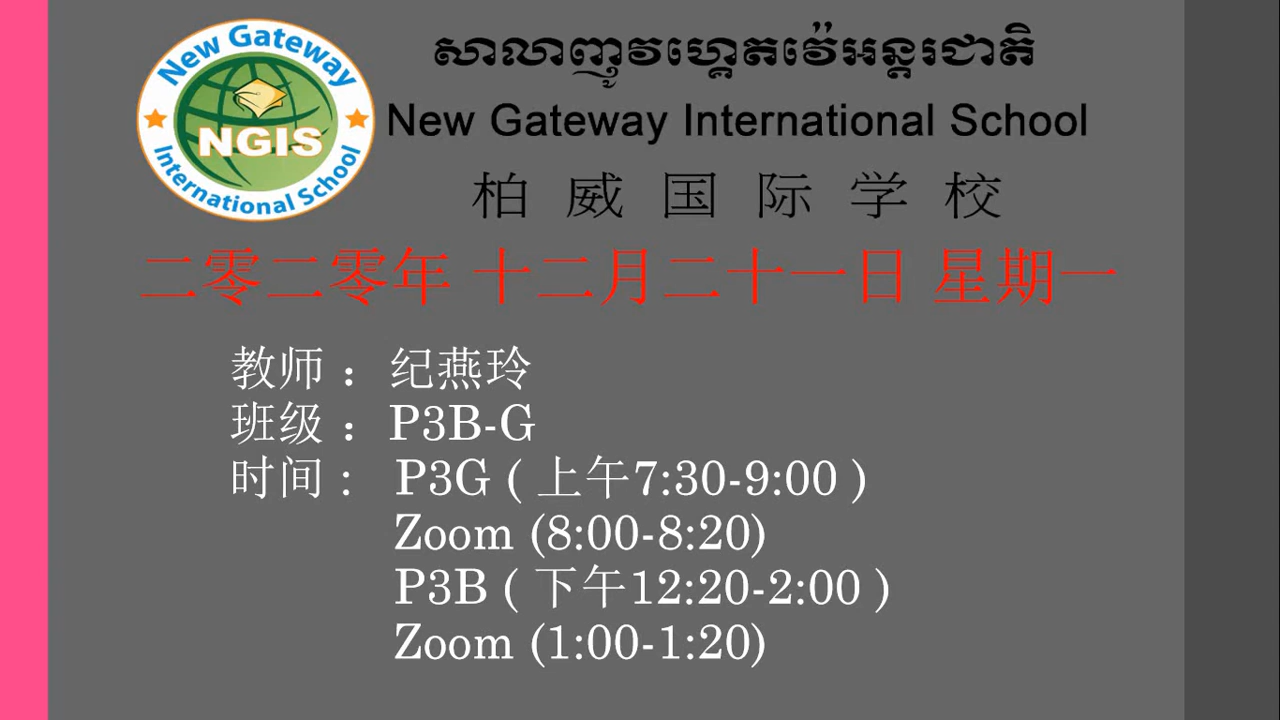 New Gateway
NGIS
International School
សាលាញូវហ្គេតវ៉េអន្តរជាតិ
New Gateway International School
柏 威 国 际 学 校
二零二零年 十二月二十一日 星期一
教师 : 纪燕玲
班级 : P3B-G
时间 : P3G ( 上午7:30-9:00 )
Zoom (8:00-8:20)
P3B ( 下午12:20-2:00 )
Zoom (1:00-1:20)